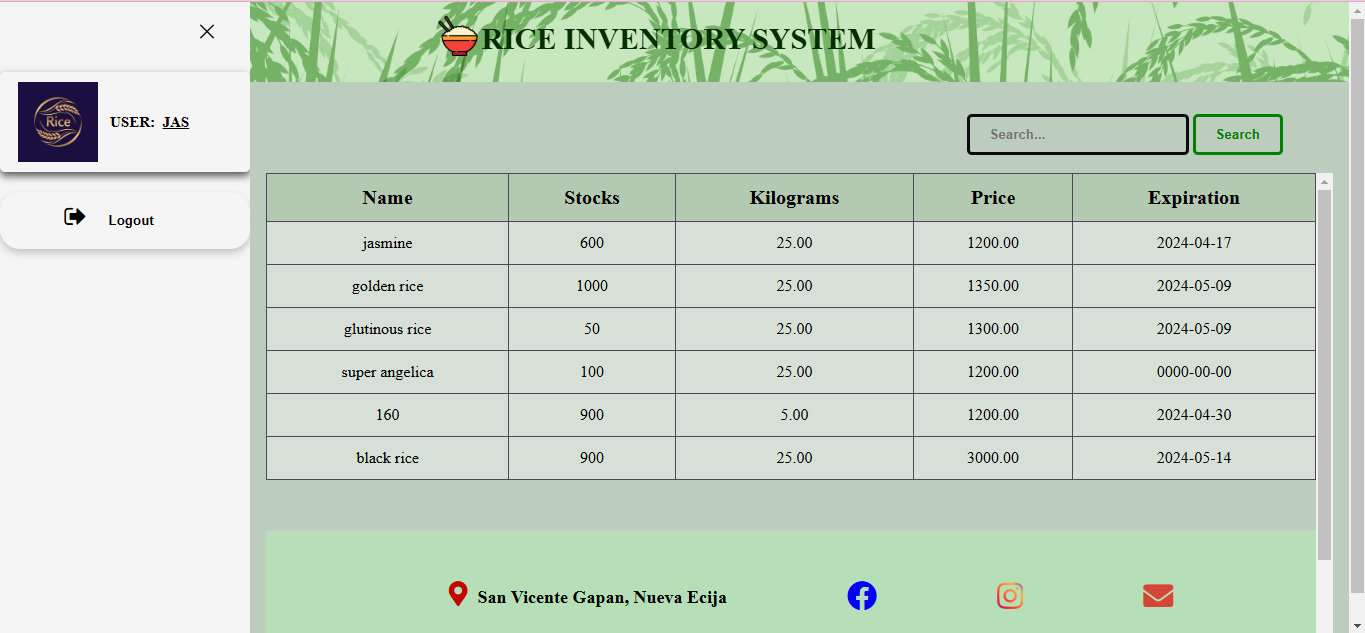 RICE INVENTORY SYSTEM
Rice
USER: JAS
Logout
Search...
Search
Name Stocks Kilograms Price Expiration
jasmine 600 25.00 1200.00 2024-04-17
golden rice 1000 25.00 1350.00 2024-05-09
glutinous rice 50 25.00 1300.00 2024-05-09
super angelica 100 25.00 1200.00 0000-00-00
160 900 5.00 1200.00 2024-04-30
black rice 900 25.00 3000.00 2024-05-14
San Vicente Gapan, Nueva Ecija